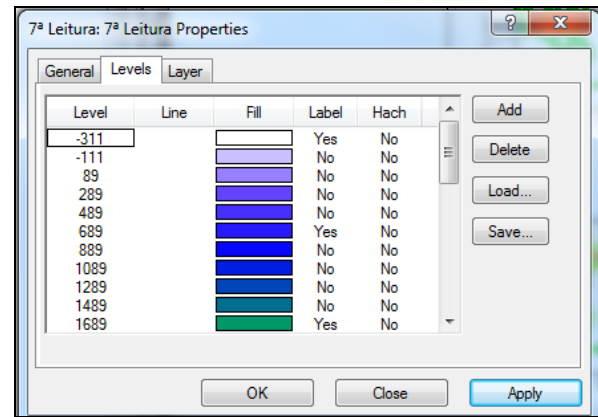 7ª Leitura: 7ª Leitura Properties
? X
General Levels Layer
Level Line Fill Label Hach
-311 Yes No
-111 No No
89 No No
289 No No
489 No No
689 Yes No
889 No No
1089 No No
1289 No No
1489 No No
1689 Yes No
Add
Delete
Load...
Save...
OK Close Apply